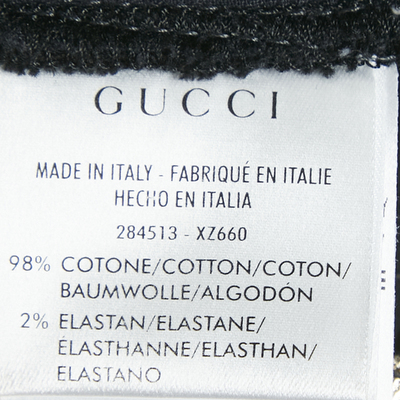 GUCCI
MADE IN ITALY - FABRIQUÉ EN ITALIE
HECHO EN ITALIA
284513 - XZ660
98% COTONE/COTTON/COTON/
BAUMWOLLE/ALGODÓN
2% ELASTAN/ELASTANE/
ÉLASTHANNE/ELASTHAN/
ELASTANO